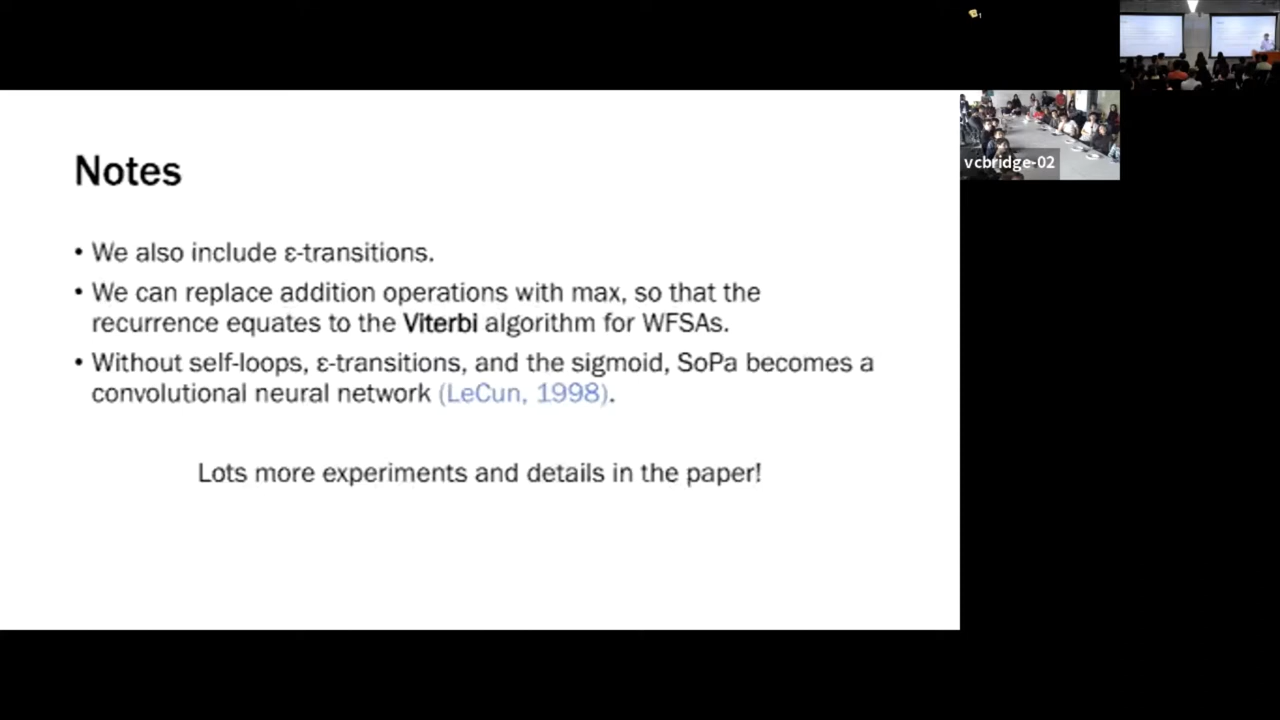 Notes
• We also include ε-transitions.
• We can replace addition operations with max, so that the
recurrence equates to the Viterbi algorithm for WFSAs.
• Without self-loops, ε-transitions, and the sigmoid, SoPa becomes a
convolutional neural network (LeCun, 1998).
Lots more experiments and details in the paper!
vcbridge-02